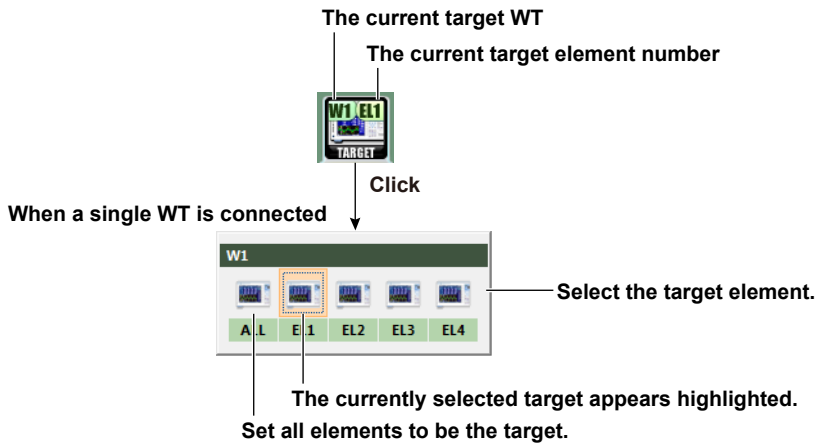 The current target WT
The current target element number
W1 EL1
TARGET
Click
When a single WT is connected
W1
Select the target element.
ALL EL1 EL2 EL3 EL4
The currently selected target appears highlighted.
Set all elements to be the target.